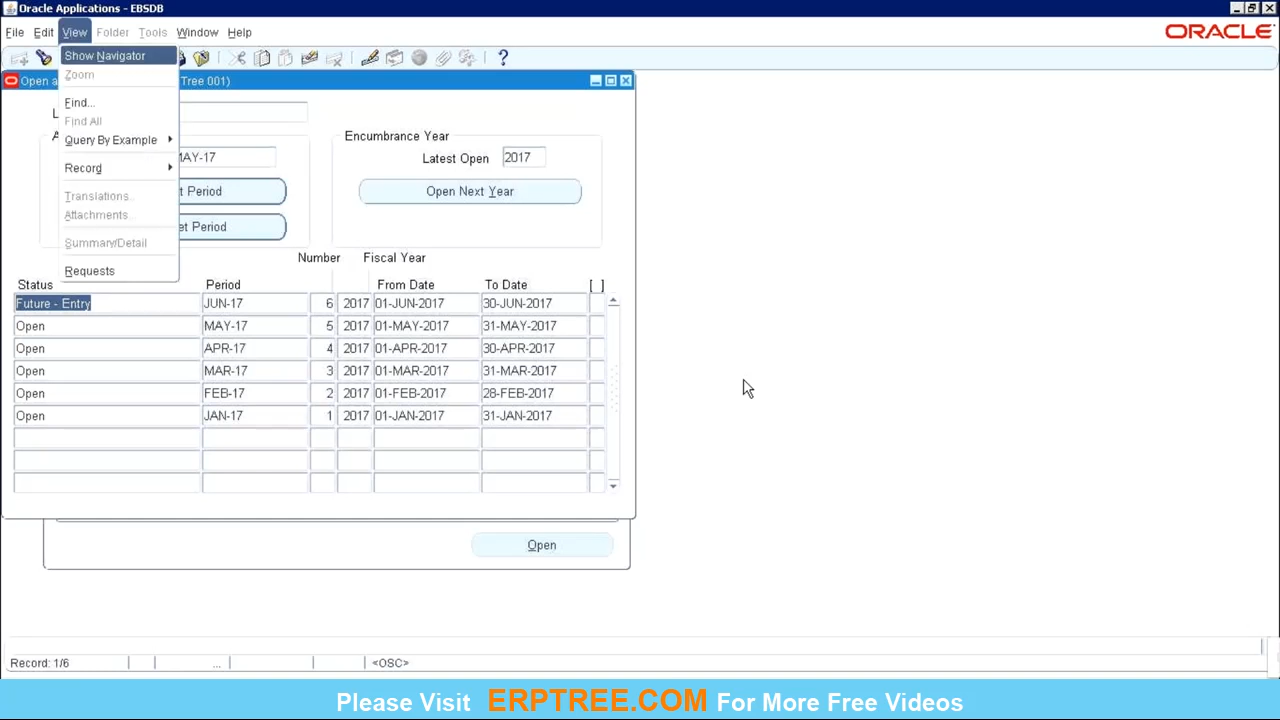 Oracle Applications - EBSDB
File Edit View Folder Tools Window Help
ORACLE
Show Navigator
Zoom
Find...
Find All
Query By Example
Record
Translations..
Attachments..
Summary/Detail
Requests
Open a Tree 001)
L
A
MAY-17
t Period
et Period
Encumbrance Year
Latest Open 2017
Open Next Year
Number Fiscal Year
Status Period From Date To Date [ ]
Future - Entry JUN-17 6 2017 01-JUN-2017 30-JUN-2017
Open MAY-17 5 2017 01-MAY-2017 31-MAY-2017
Open APR-17 4 2017 01-APR-2017 30-APR-2017
Open MAR-17 3 2017 01-MAR-2017 31-MAR-2017
Open FEB-17 2 2017 01-FEB-2017 28-FEB-2017
Open JAN-17 1 2017 01-JAN-2017 31-JAN-2017
Open
Record: 1/6 ... <OSC>
Please Visit ERPTREE.COM For More Free Videos